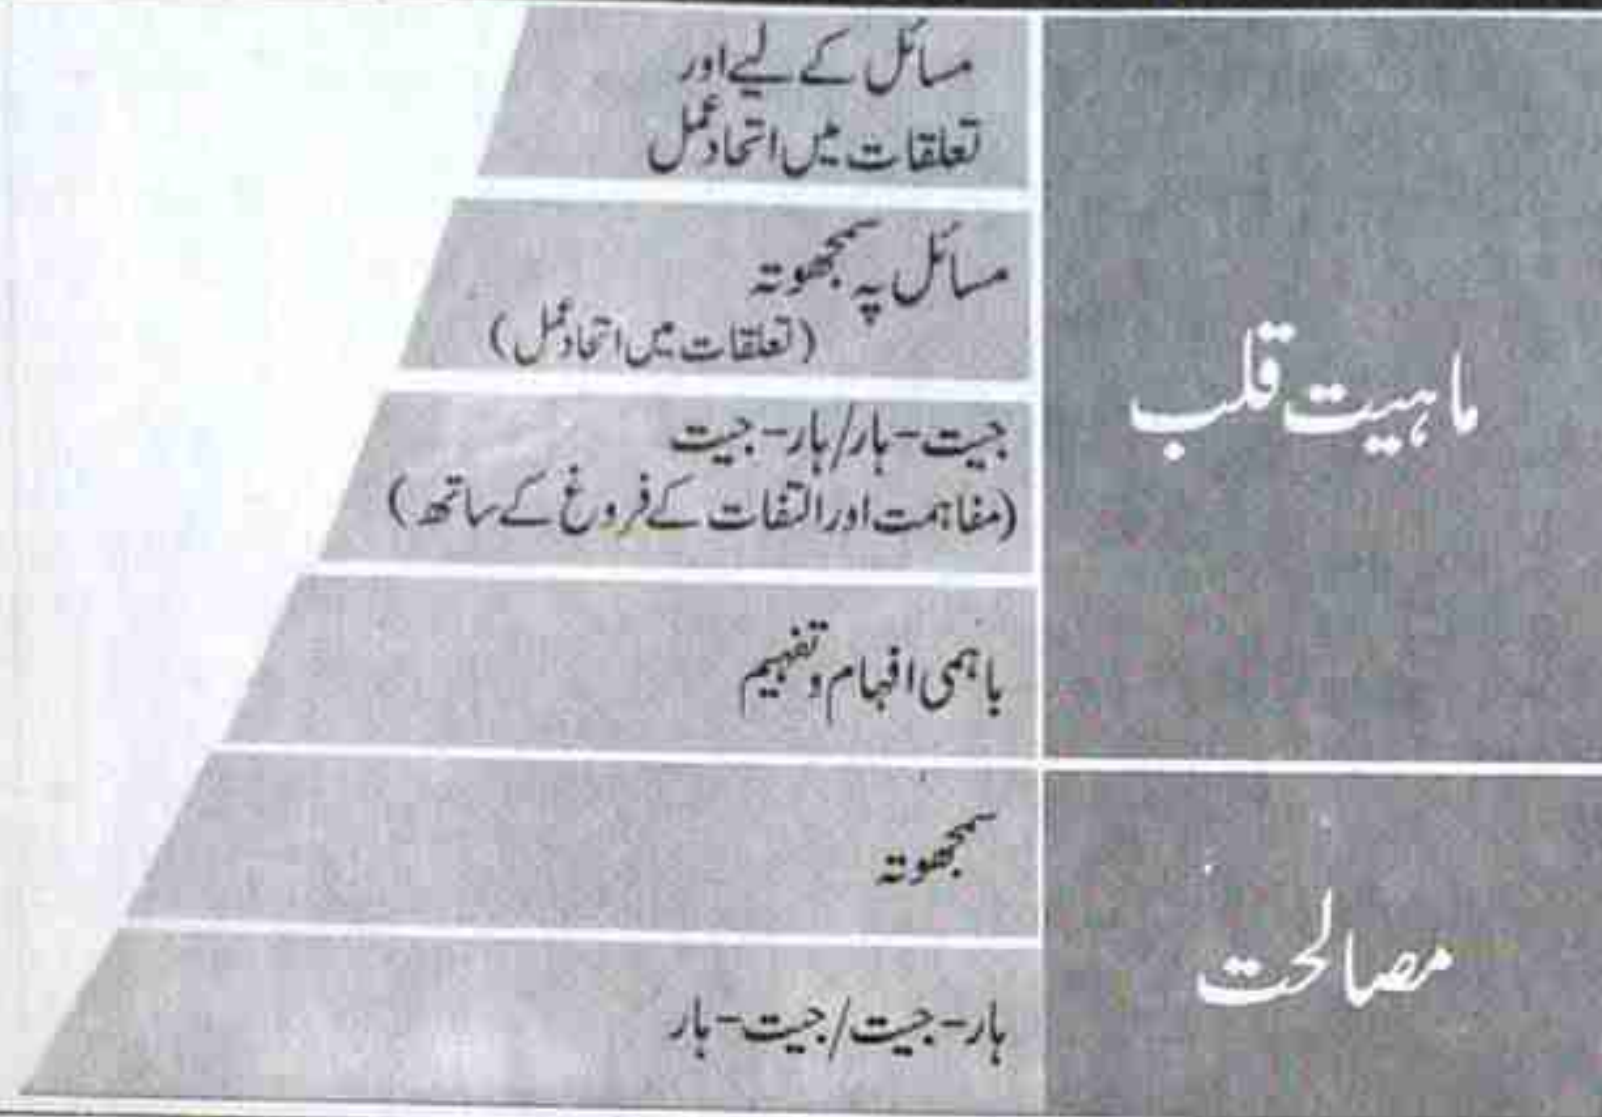 ماہیت قلب
مسائل کے لیے اور
تعلقات میں اتحاد عمل
مسائل پہ سمجھوتہ
(تعلقات میں اتحاد عمل)
جیت-ہار/ہار-جیت
(مفاہمت اور التفات کے فروغ کے ساتھ)
باہمی افہام و تفہیم
مصالحت
سمجھوتہ
ہار-جیت/جیت-ہار